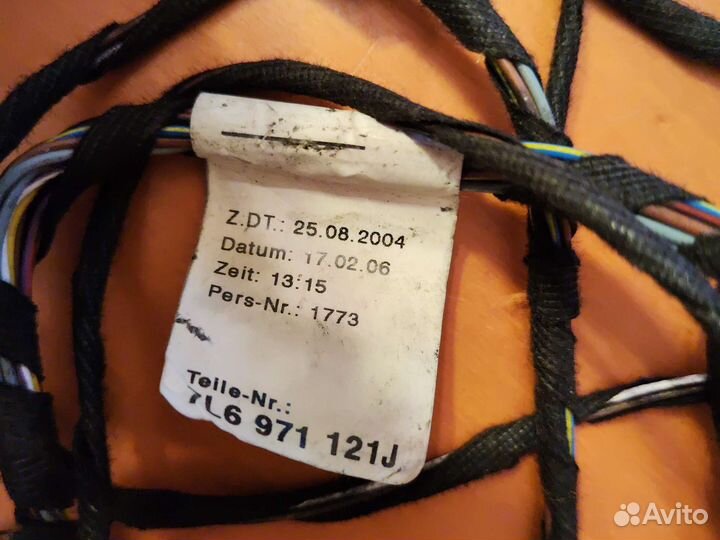 Z.DT.: 25.08.2004
Datum: 17.02.06
Zeit: 13:15
Pers-Nr.: 1773
Teile-Nr.:
7L6 971 121J
Avito